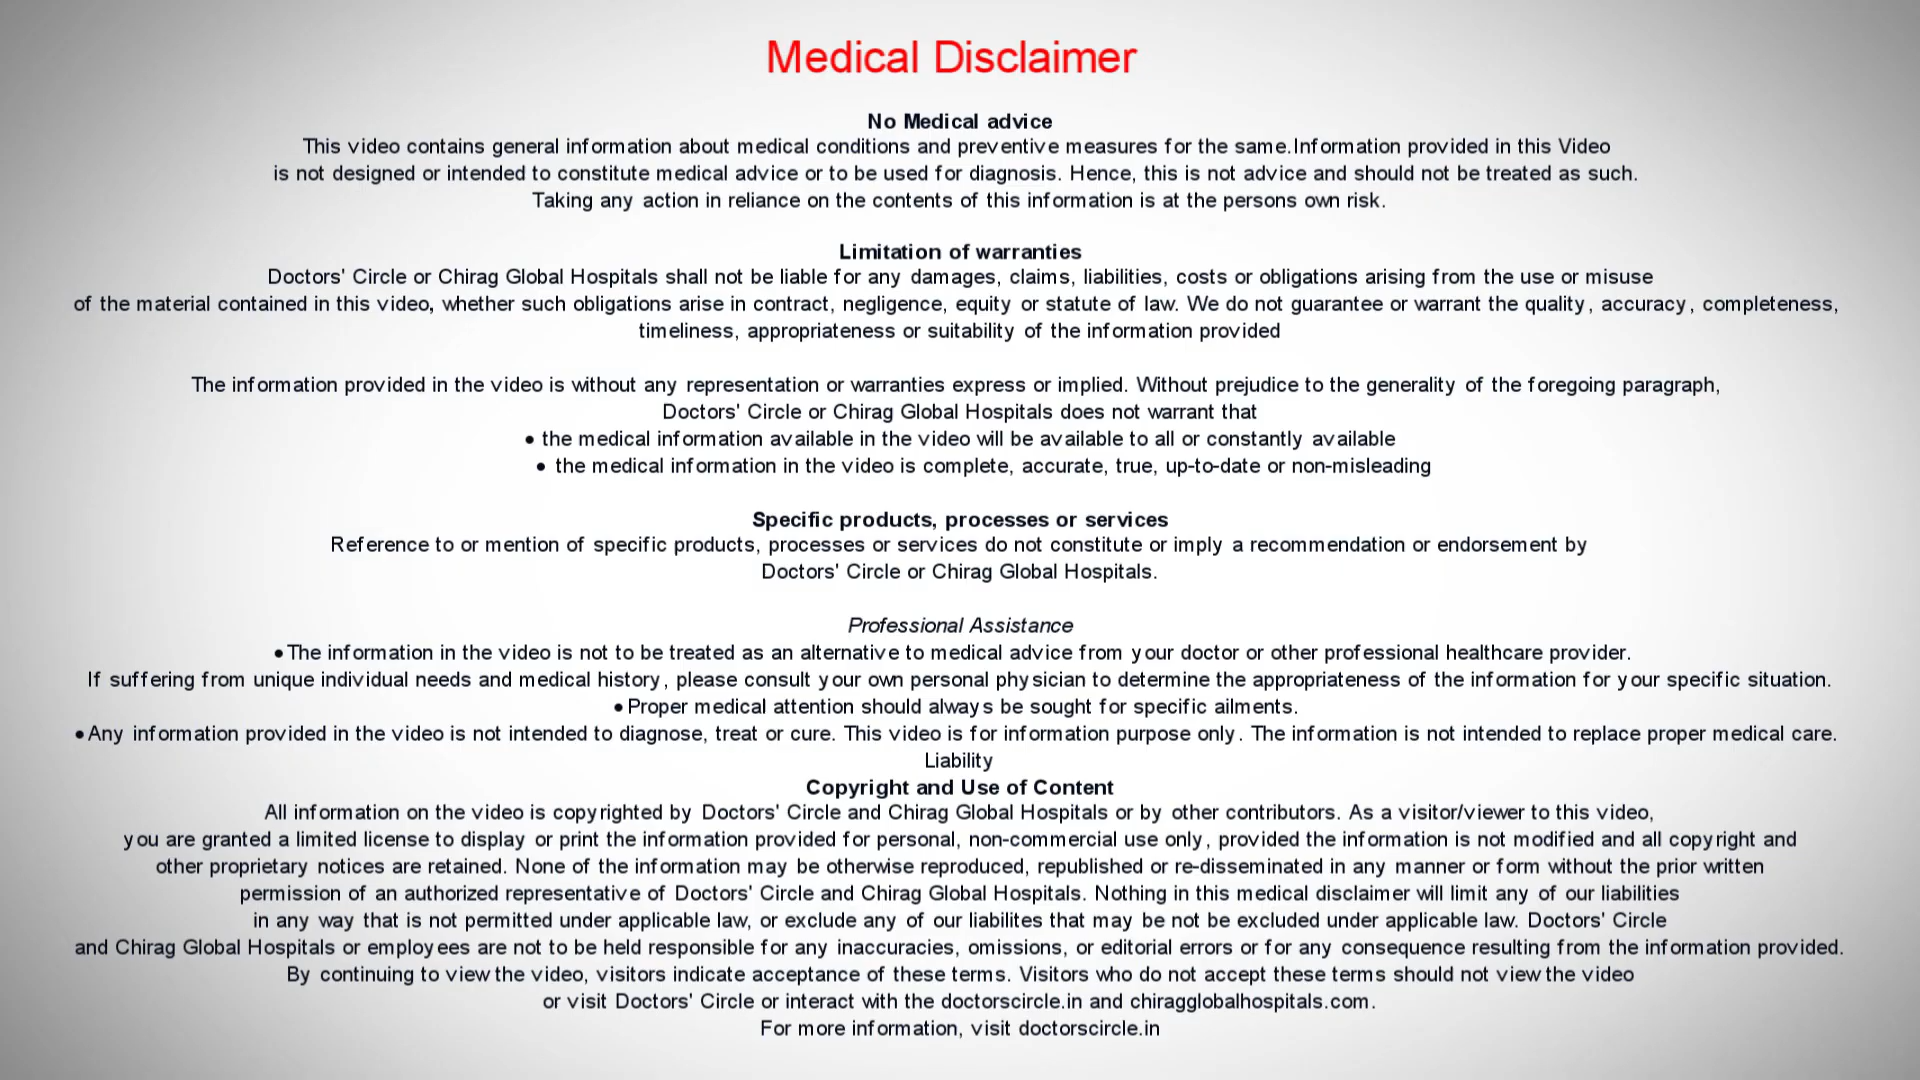 Medical Disclaimer
No Medical advice
This video contains general information about medical conditions and preventive measures for the same.Information provided in this Video
is not designed or intended to constitute medical advice or to be used for diagnosis. Hence, this is not advice and should not be treated as such.
Taking any action in reliance on the contents of this information is at the persons own risk.
Limitation of warranties
Doctors' Circle or Chirag Global Hospitals shall not be liable for any damages, claims, liabilities, costs or obligations arising from the use or misuse
of the material contained in this video, whether such obligations arise in contract, negligence, equity or statute of law. We do not guarantee or warrant the quality, accuracy, completeness,
timeliness, appropriateness or suitability of the information provided
The information provided in the video is without any representation or warranties express or implied. Without prejudice to the generality of the foregoing paragraph,
Doctors' Circle or Chirag Global Hospitals does not warrant that
• the medical information available in the video will be available to all or constantly available
• the medical information in the video is complete, accurate, true, up-to-date or non-misleading
Specific products, processes or services
Reference to or mention of specific products, processes or services do not constitute or imply a recommendation or endorsement by
Doctors' Circle or Chirag Global Hospitals.
Professional Assistance
•The information in the video is not to be treated as an alternative to medical advice from your doctor or other professional healthcare provider.
If suffering from unique individual needs and medical history, please consult your own personal physician to determine the appropriateness of the information for your specific situation.
•Proper medical attention should always be sought for specific ailments.
•Any information provided in the video is not intended to diagnose, treat or cure. This video is for information purpose only. The information is not intended to replace proper medical care.
Liability
Copyright and Use of Content
All information on the video is copyrighted by Doctors' Circle and Chirag Global Hospitals or by other contributors. As a visitor/viewer to this video,
you are granted a limited license to display or print the information provided for personal, non-commercial use only, provided the information is not modified and all copyright and
other proprietary notices are retained. None of the information may be otherwise reproduced, republished or re-disseminated in any manner or form without the prior written
permission of an authorized representative of Doctors' Circle and Chirag Global Hospitals. Nothing in this medical disclaimer will limit any of our liabilities
in any way that is not permitted under applicable law, or exclude any of our liabilites that may be not be excluded under applicable law. Doctors' Circle
and Chirag Global Hospitals or employees are not to be held responsible for any inaccuracies, omissions, or editorial errors or for any consequence resulting from the information provided.
By continuing to view the video, visitors indicate acceptance of these terms. Visitors who do not accept these terms should not view the video
or visit Doctors' Circle or interact with the doctorscircle.in and chiragglobalhospitals.com.
For more information, visit doctorscircle.in